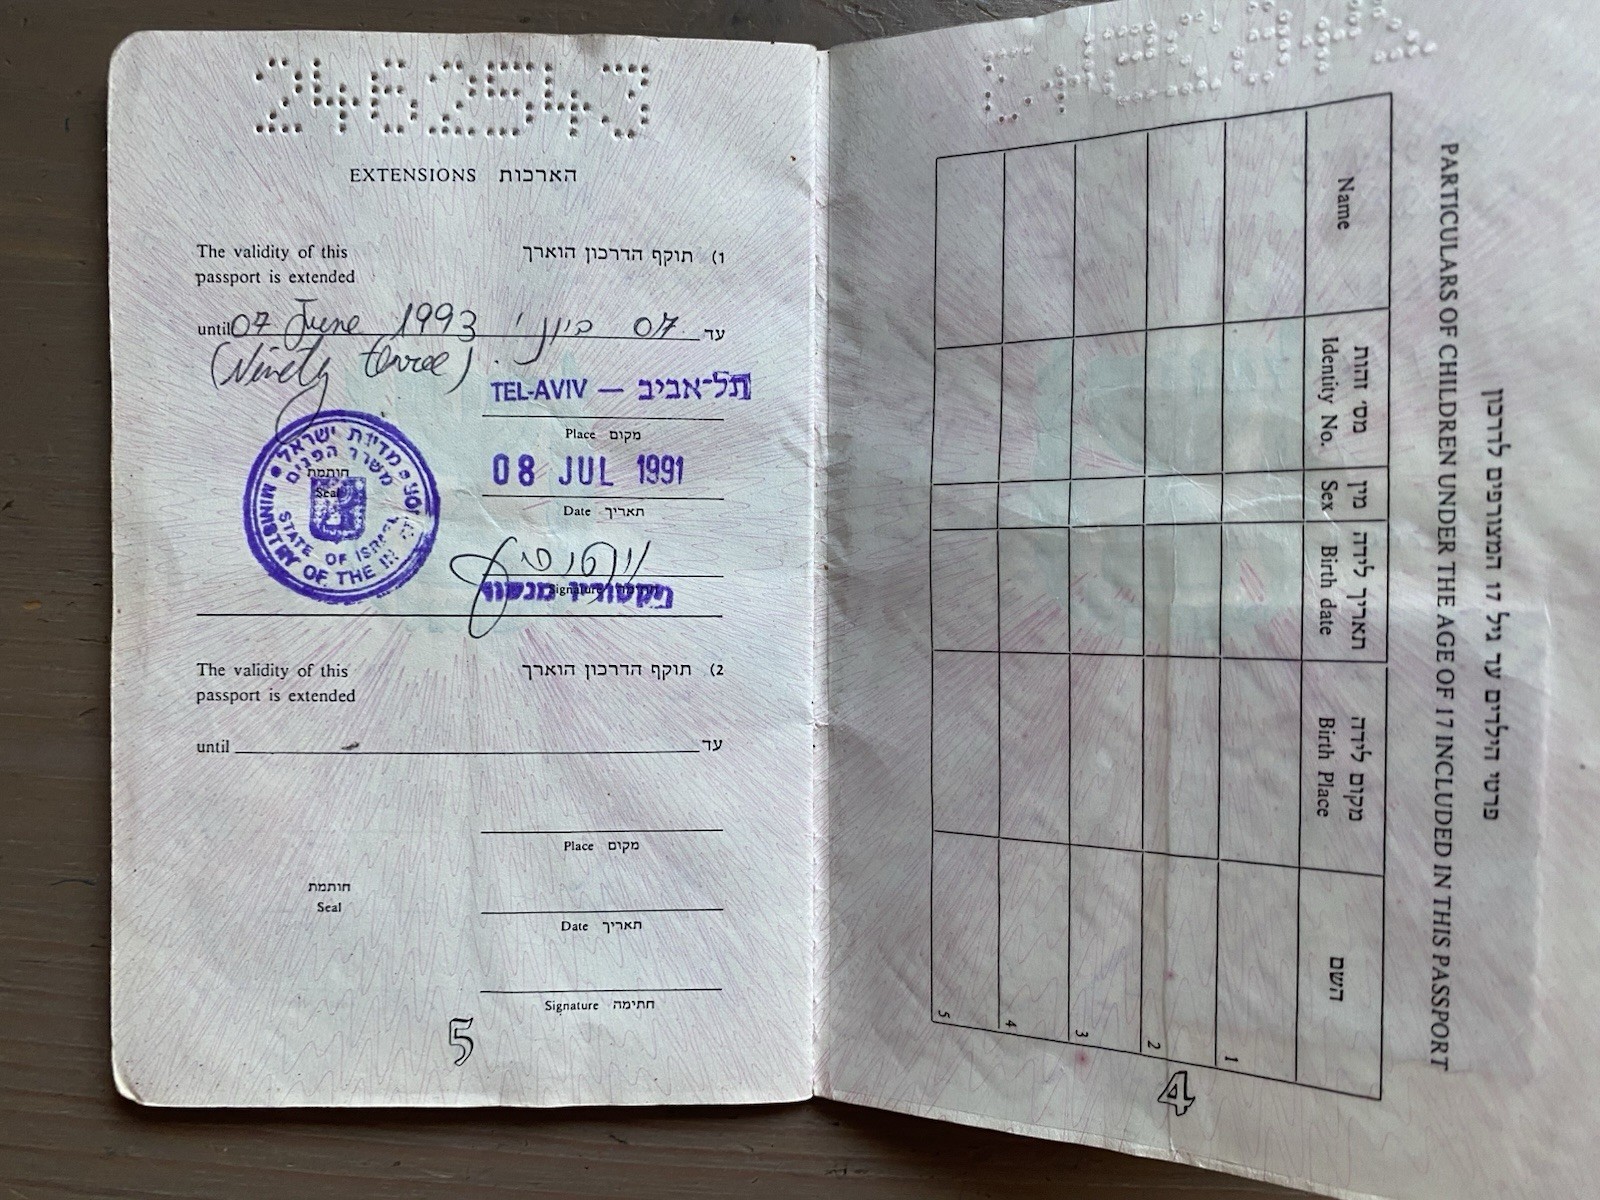 2462543
EXTENSIONS הארכות
The validity of this
passport is extended
1) תוקף הדרכון הוארך
until 07 June 1993 07 ביוני עד
(Ninety three).
TEL-AVIV — תל-אביב
Place מקום
08 JUL 1991
Date תאריך
מדינת ישראל
משרד הפנים
STATE OF ISRAEL
MINISTRY OF THE IN
חותמת
Seal
Signature
The validity of this
passport is extended
2) תוקף הדרכון הוארך
until עד
Place מקום
חותמת
Seal
Date תאריך
Signature חתימה
5
פרטי הילדים עד גיל 17 המצורפים לדרכון
PARTICULARS OF CHILDREN UNDER THE AGE OF 17 INCLUDED IN THIS PASSPORT
Name
מס' זהות
Identity No.
מין
Sex
תאריך לידה
Birth date
מקום לידה
Birth Place
השם
1
2
3
4
5
4